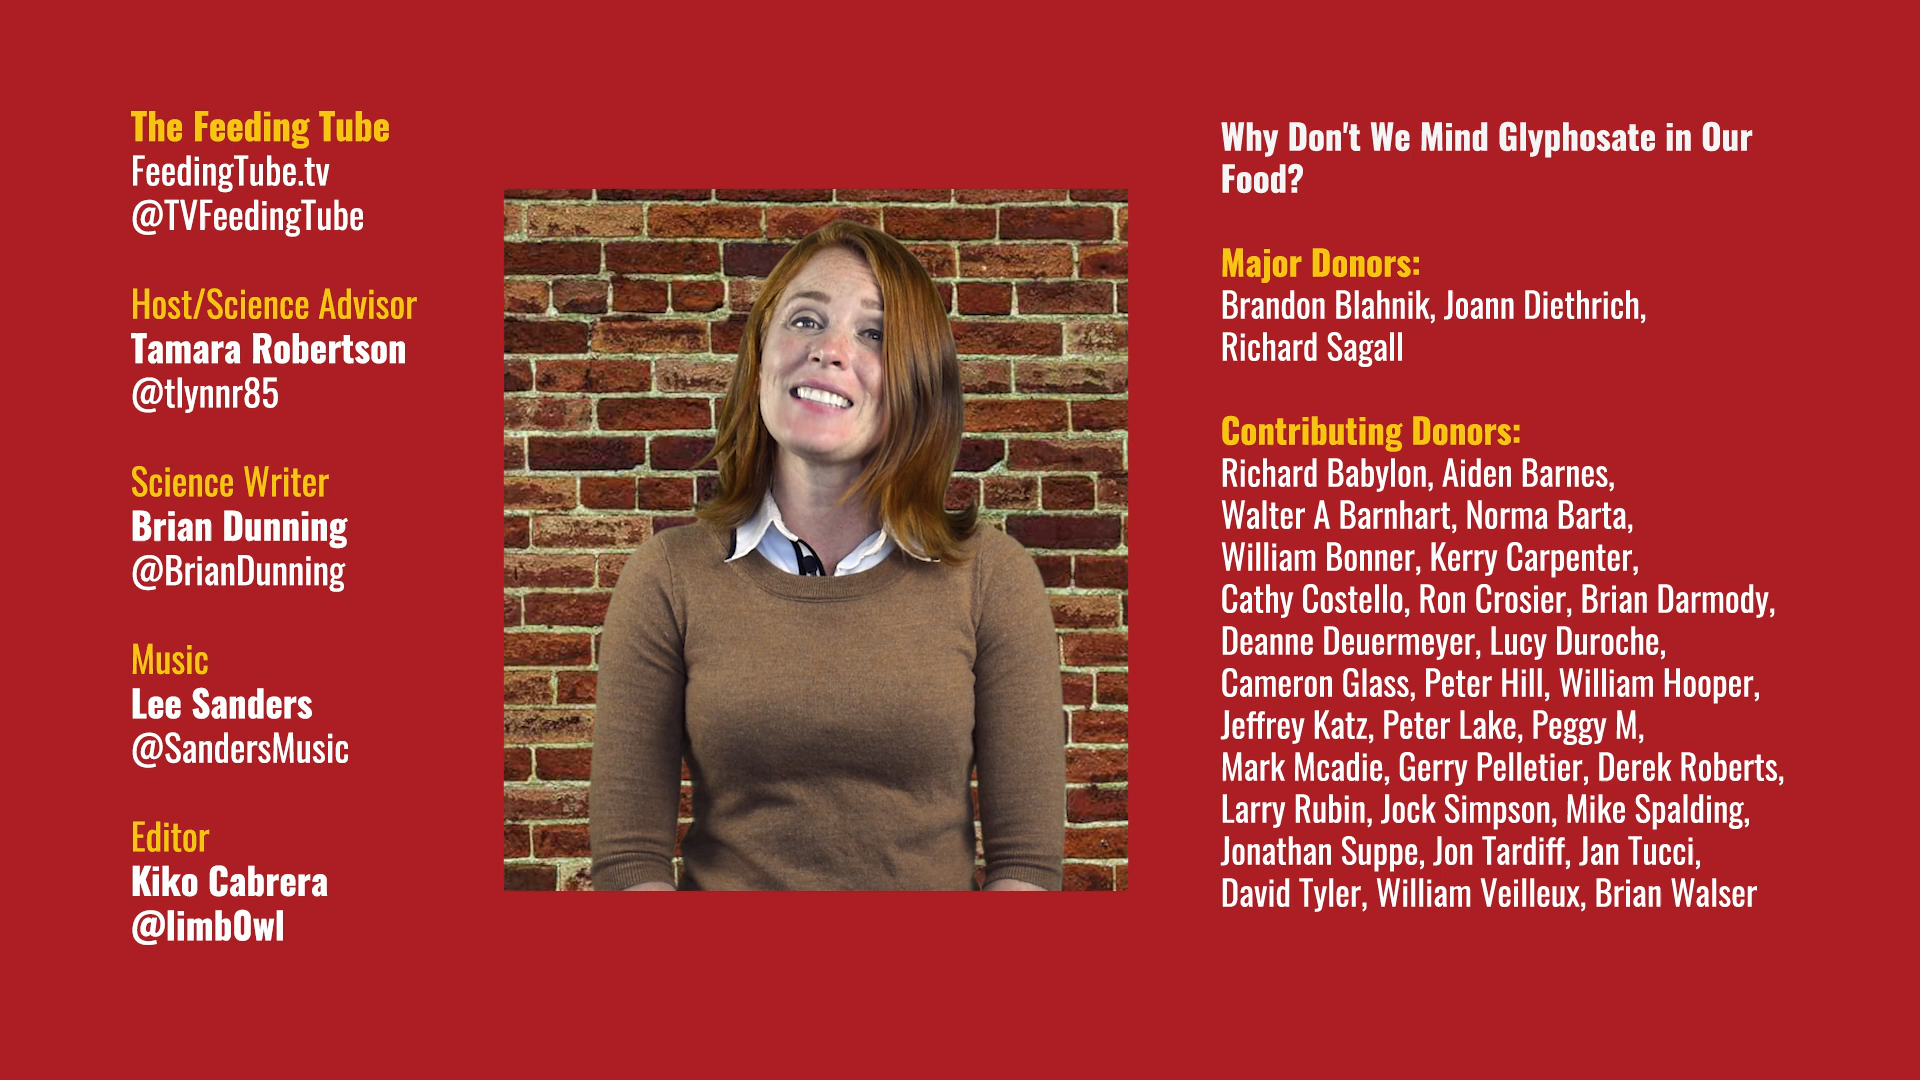 The Feeding Tube
FeedingTube.tv
@TVFeedingTube
Host/Science Advisor
Tamara Robertson
@tlynnr85
Science Writer
Brian Dunning
@BrianDunning
Music
Lee Sanders
@SandersMusic
Editor
Kiko Cabrera
@limbOwl
Why Don't We Mind Glyphosate in Our
Food?
Major Donors:
Brandon Blahnik, Joann Diethrich,
Richard Sagall
Contributing Donors:
Richard Babylon, Aiden Barnes,
Walter A Barnhart, Norma Barta,
William Bonner, Kerry Carpenter,
Cathy Costello, Ron Crosier, Brian Darmody,
Deanne Deuermeyer, Lucy Duroche,
Cameron Glass, Peter Hill, William Hooper,
Jeffrey Katz, Peter Lake, Peggy M,
Mark Mcadie, Gerry Pelletier, Derek Roberts,
Larry Rubin, Jock Simpson, Mike Spalding,
Jonathan Suppe, Jon Tardiff, Jan Tucci,
David Tyler, William Veilleux, Brian Walser